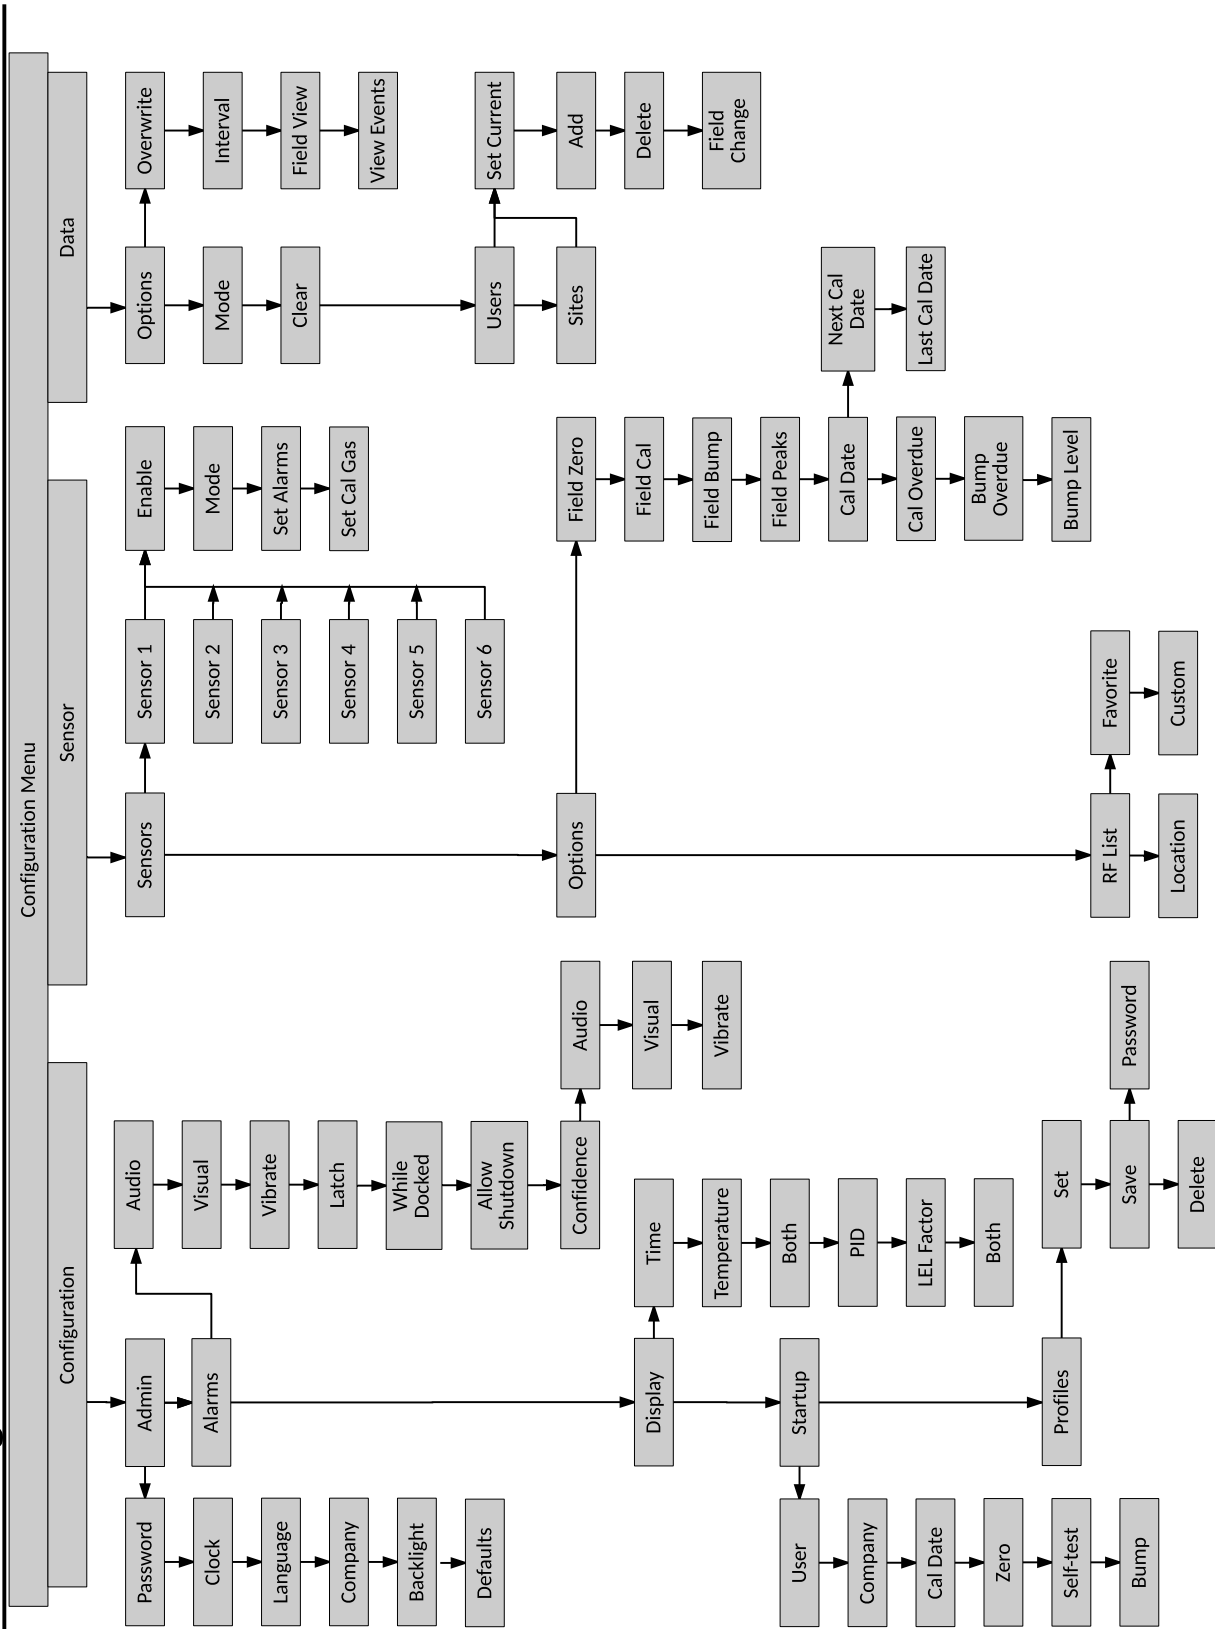 Configuration Menu
Configuration
Admin
Password
Clock
Language
Company
Backlight
Defaults
Alarms
Audio
Visual
Vibrate
Latch
While
Docked
Allow
Shutdown
Confidence
Audio
Visual
Vibrate
Display
Time
Temperature
Both
PID
LEL Factor
Both
Startup
User
Company
Cal Date
Zero
Self-test
Bump
Profiles
Set
Save
Password
Delete
Sensor
Sensors
Sensor 1
Sensor 2
Sensor 3
Sensor 4
Sensor 5
Sensor 6
Enable
Mode
Set Alarms
Set Cal Gas
Options
Field Zero
Field Cal
Field Bump
Field Peaks
Cal Date
Next Cal
Date
Last Cal Date
Cal Overdue
Bump
Overdue
Bump Level
RF List
Favorite
Custom
Location
Data
Options
Overwrite
Interval
Field View
View Events
Mode
Clear
Users
Sites
Set Current
Add
Delete
Field
Change